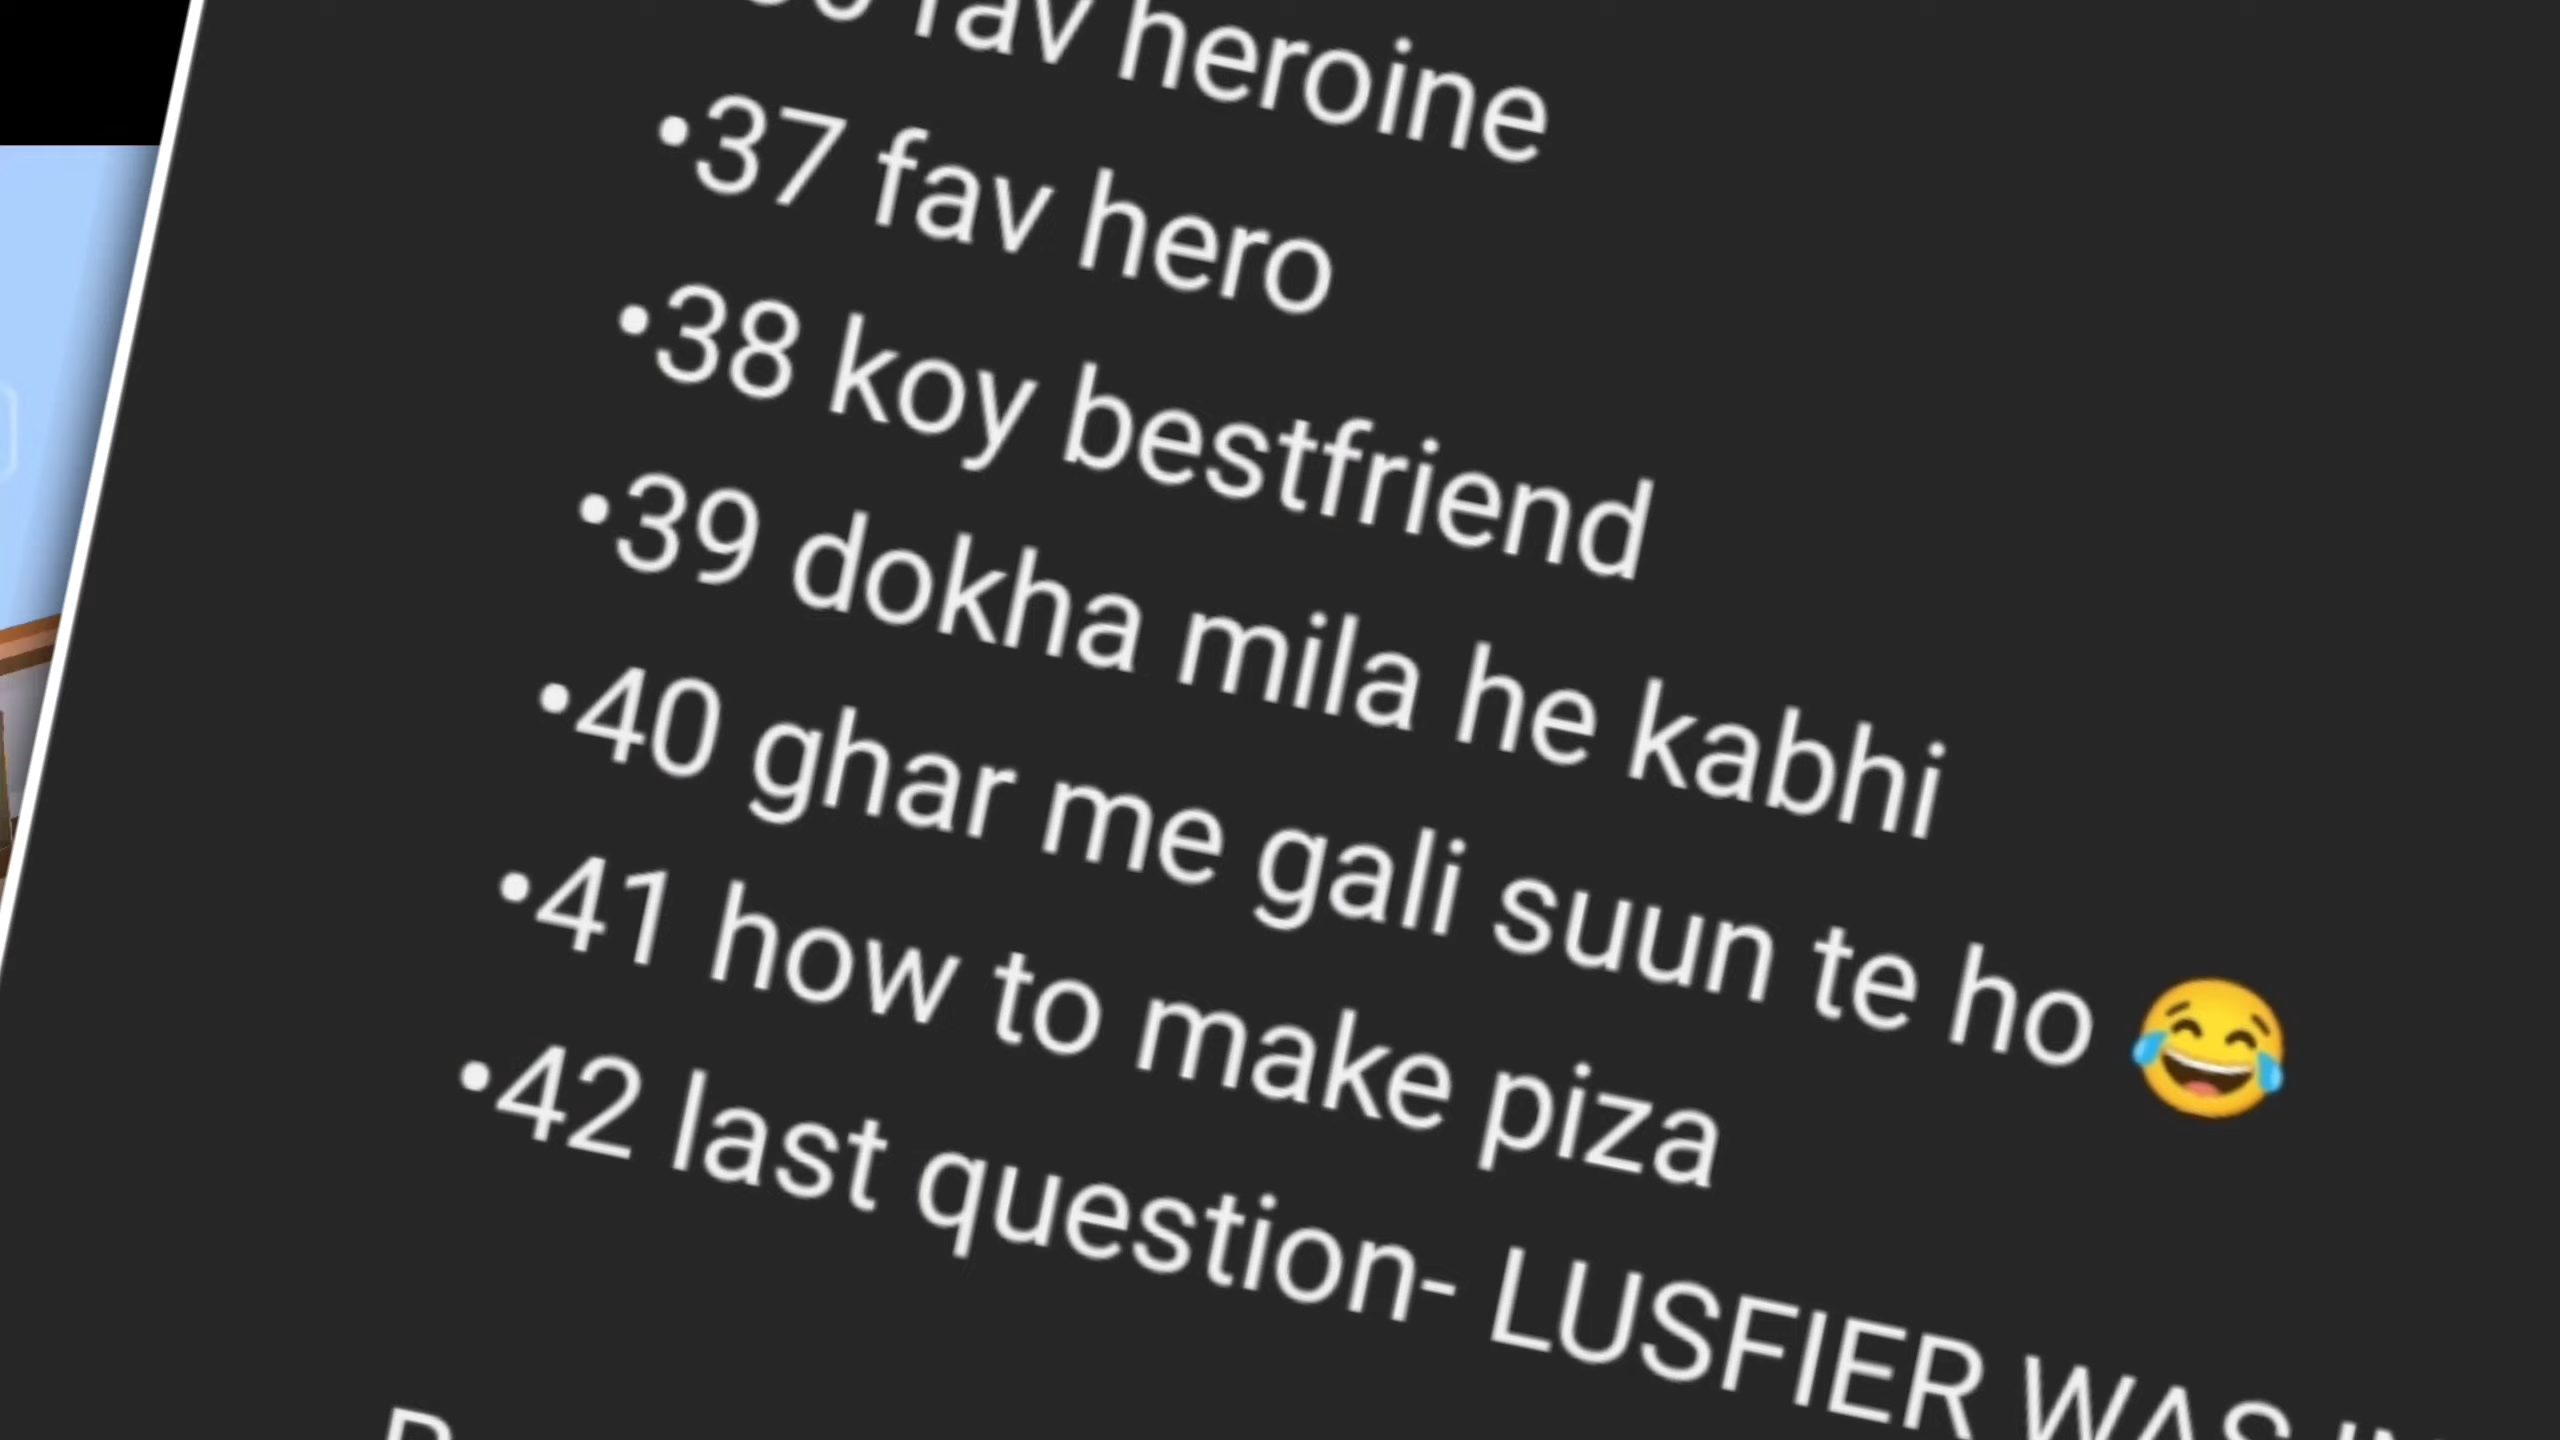 fav heroine
•37 fav hero
•38 koy bestfriend
•39 dokha mila he kabhi
•40 ghar me gali suun te ho 😂
•41 how to make piza
•42 last question- LUSFIER WAS